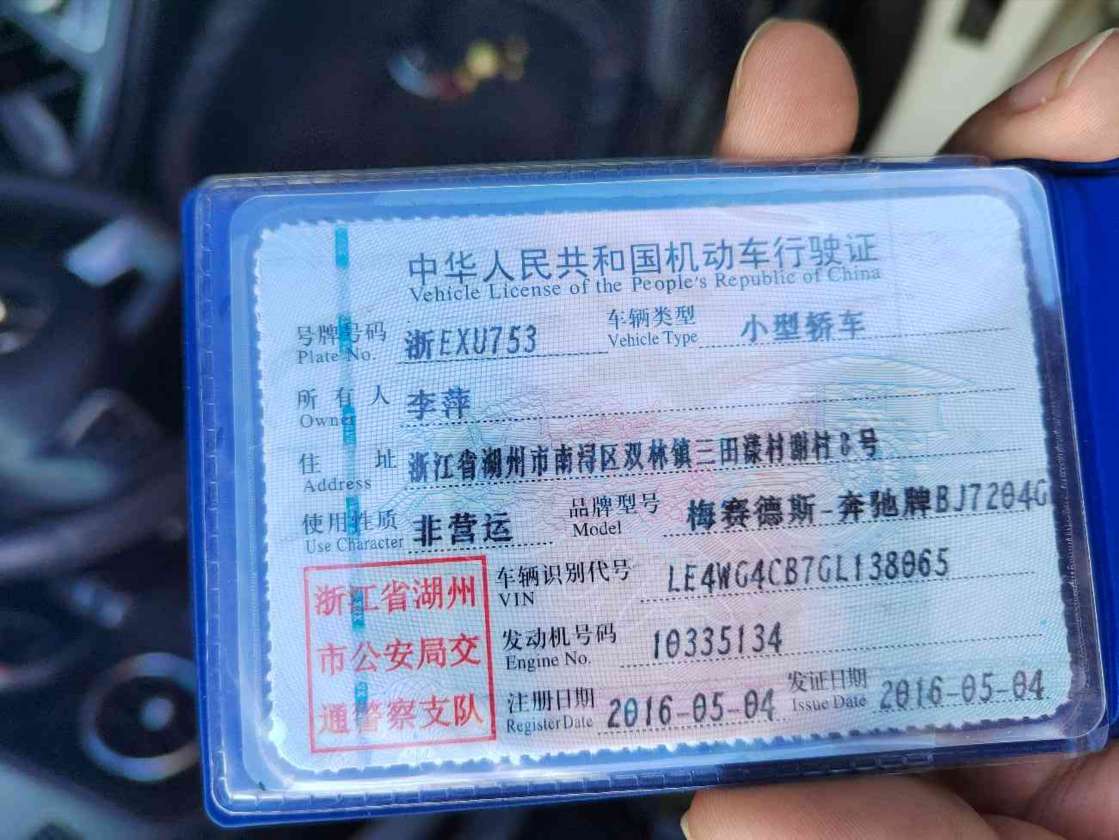 中华人民共和国机动车行驶证
Vehicle License of the People's Republic of China
号牌号码 浙EXU753 车辆类型 小型轿车
Plate No. Vehicle Type
所有人 李萍
Owner
住址 浙江省湖州市南浔区双林镇三田漾村谢村8号
Address
使用性质 非营运 品牌型号 梅赛德斯-奔驰牌BJ7204G
Use Character Model
浙江省湖州
市公安局交
通警察支队
车辆识别代号 LE4WG4CB7GL138065
VIN
发动机号码 10335134
Engine No.
注册日期 2016-05-04 发证日期 2016-05-04
Register Date Issue Date